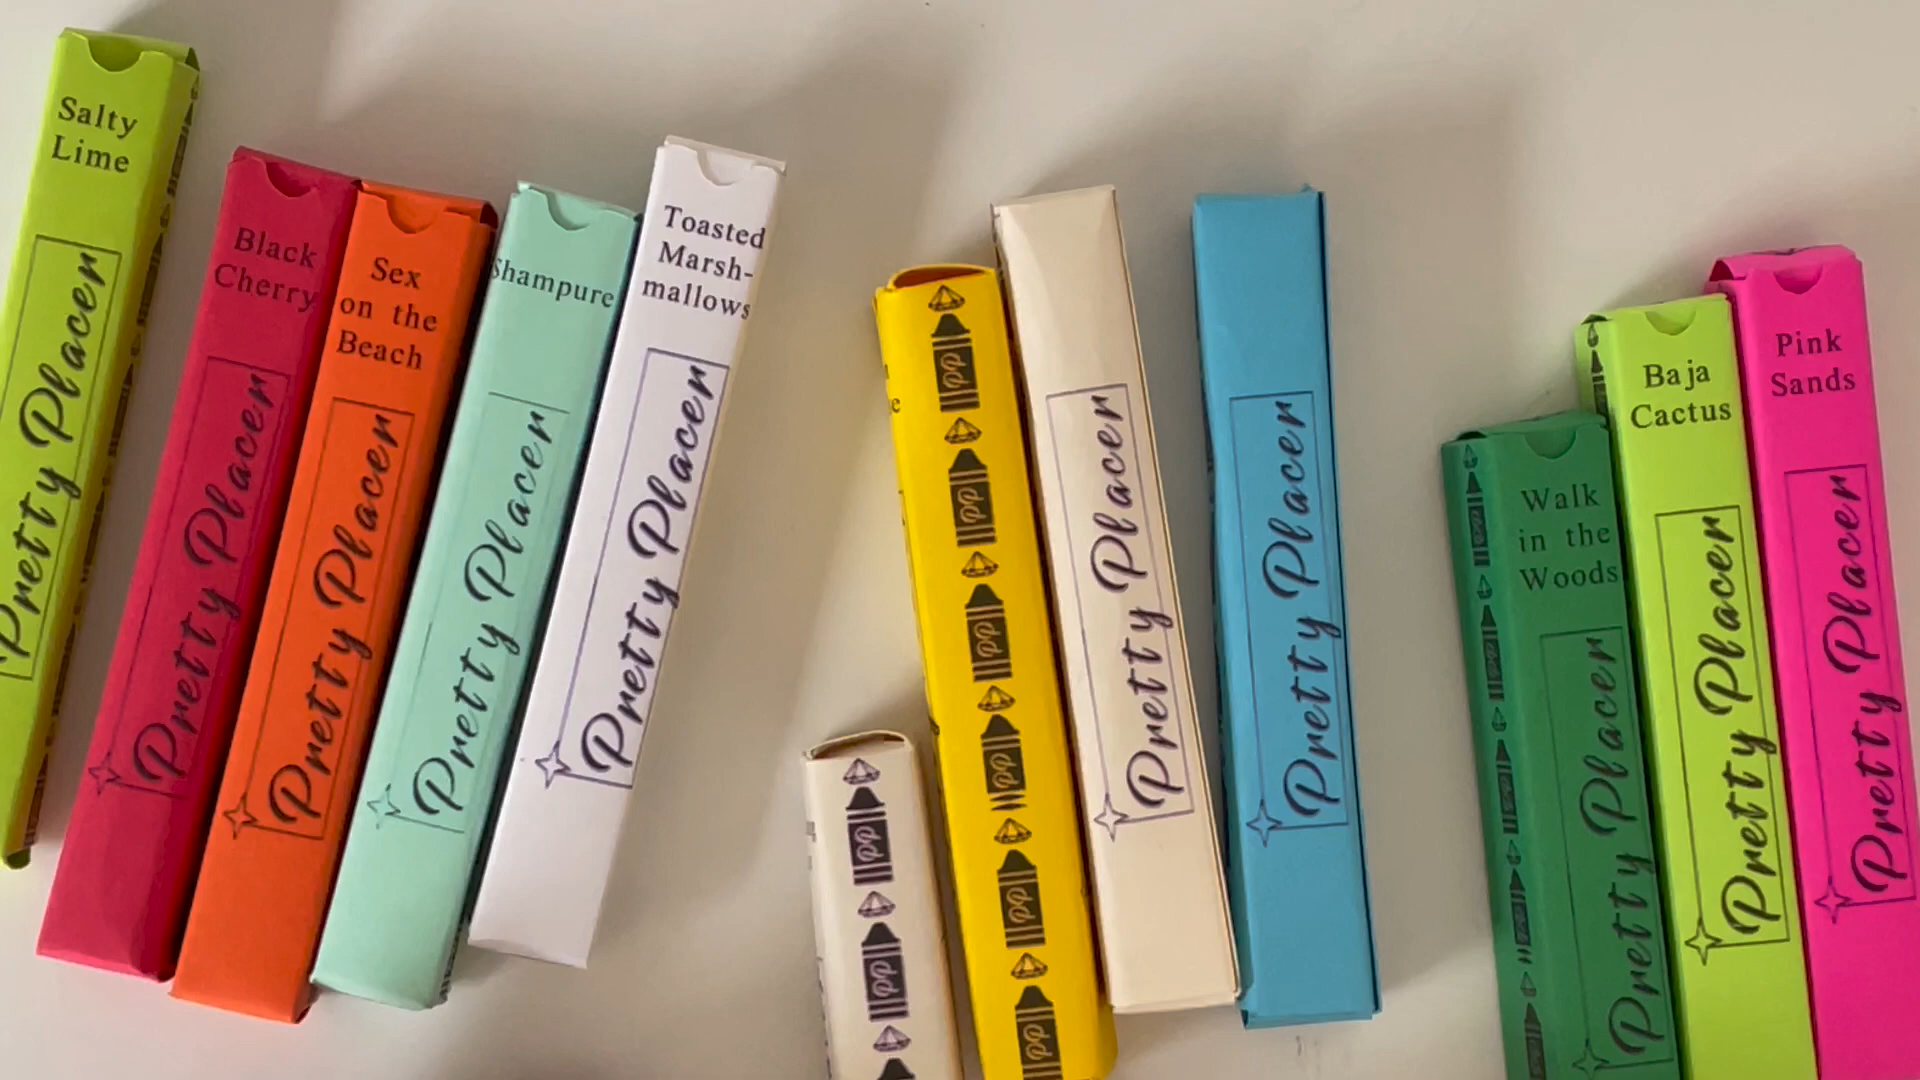 Salty
Lime
Pretty Placer
Black
Cherry
Pretty Placer
Sex
on the
Beach
Pretty Placer
Shampure
Pretty Placer
Toasted
Marsh-
mallows
Pretty Placer
pp
pp
pp
pp
pp
pp
pp
pp
Pretty Placer
Pretty Placer
Walk
in the
Woods
Pretty Placer
Baja
Cactus
Pretty Placer
Pink
Sands
Pretty Placer